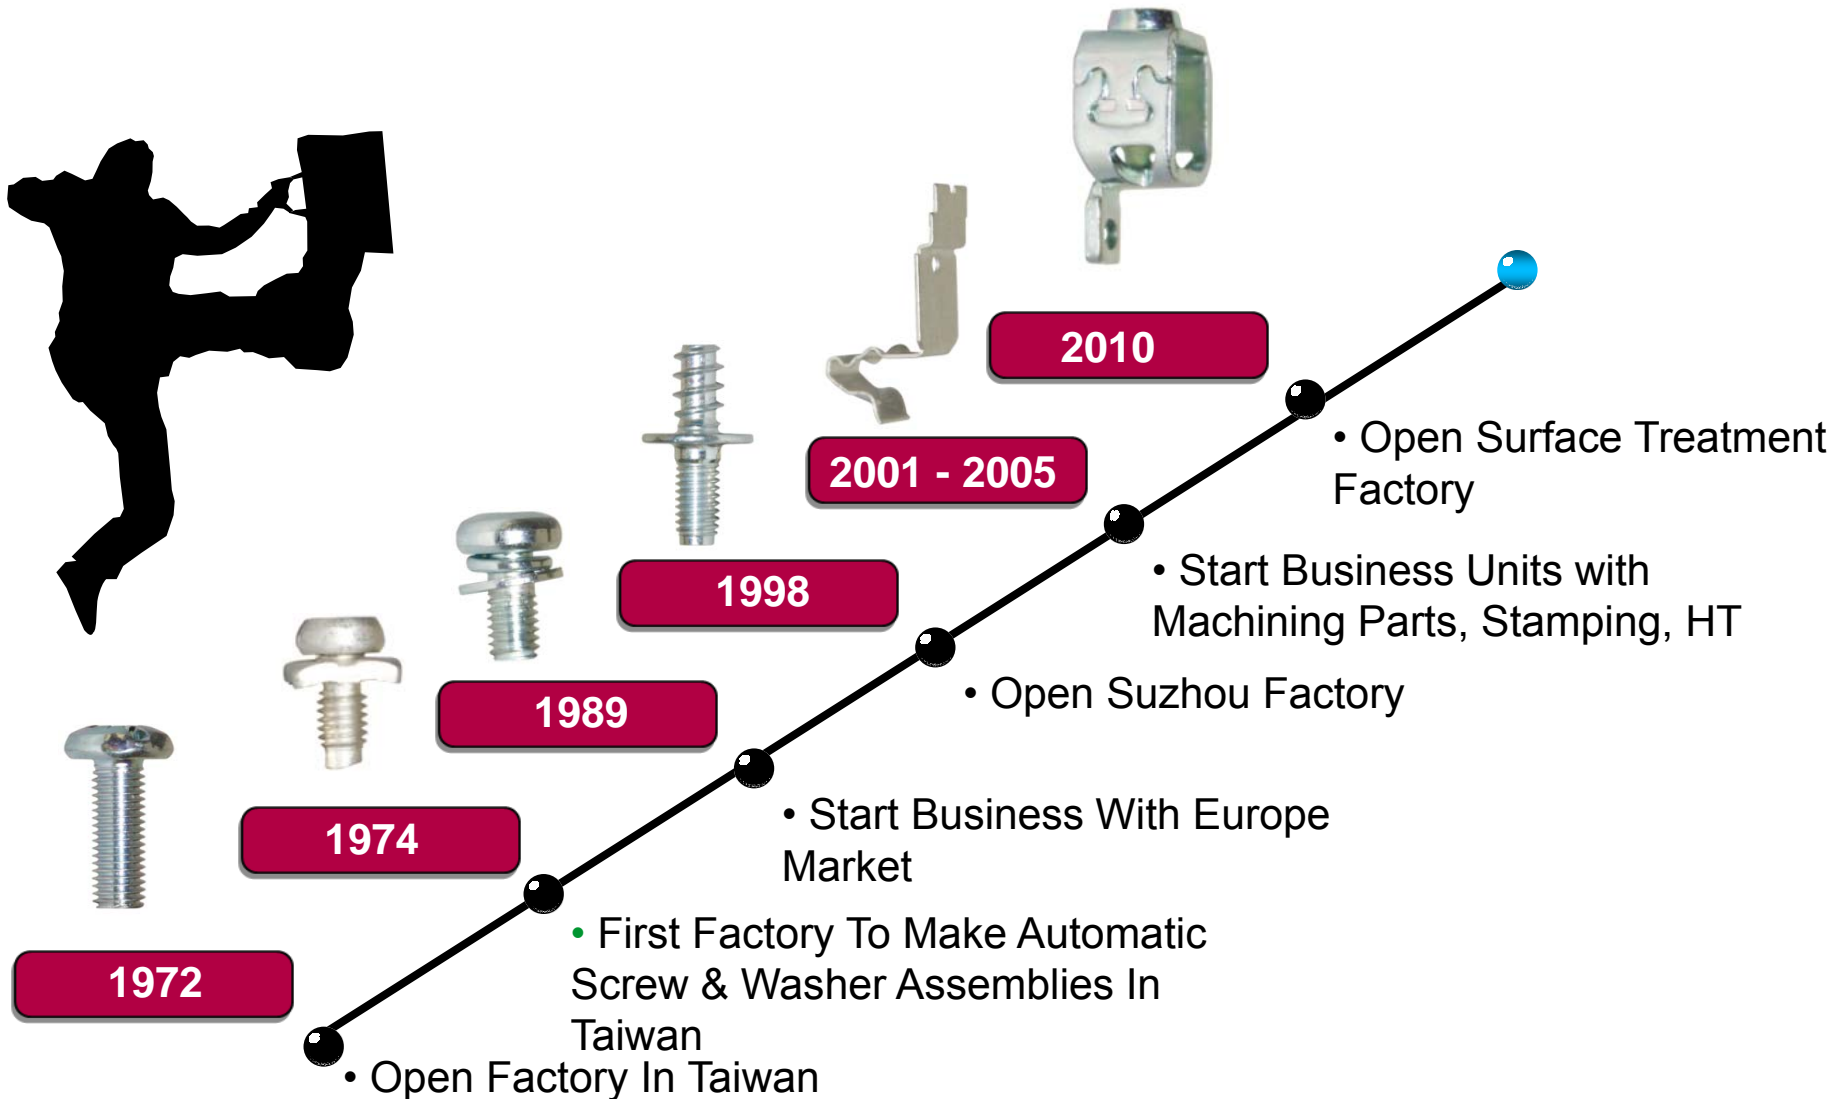 2010
• Open Surface Treatment
Factory
2001 - 2005
• Start Business Units with
Machining Parts, Stamping, HT
1998
• Open Suzhou Factory
1989
• Start Business With Europe
Market
1974
• First Factory To Make Automatic
Screw & Washer Assemblies In
Taiwan
1972
• Open Factory In Taiwan